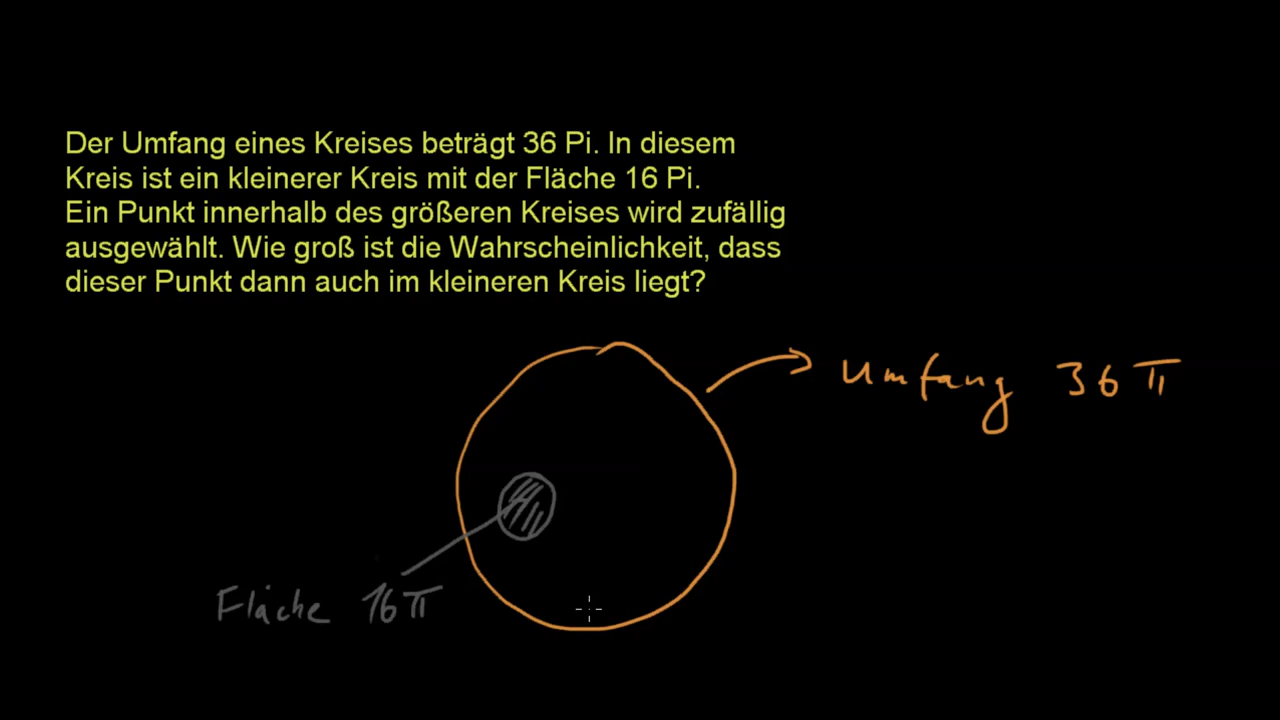 Der Umfang eines Kreises beträgt 36 Pi. In diesem
Kreis ist ein kleinerer Kreis mit der Fläche 16 Pi.
Ein Punkt innerhalb des größeren Kreises wird zufällig
ausgewählt. Wie groß ist die Wahrscheinlichkeit, dass
dieser Punkt dann auch im kleineren Kreis liegt?
Umfang 36 π
Fläche 16 π